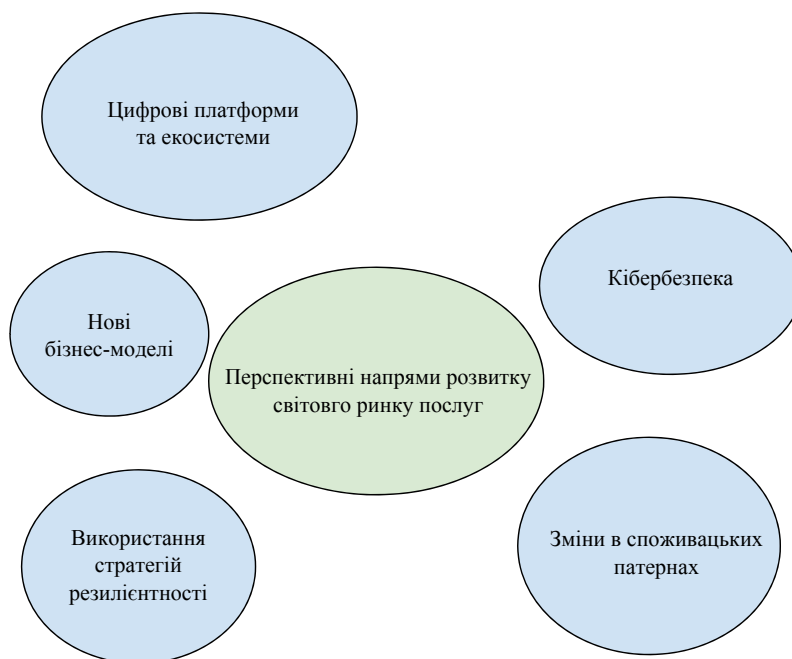 Цифрові платформи
та екосистеми
Кібербезпека
Нові
бізнес-моделі
Перспективні напрями розвитку
світовго ринку послуг
Використання
стратегій
резилієнтності
Зміни в споживацьких
патернах